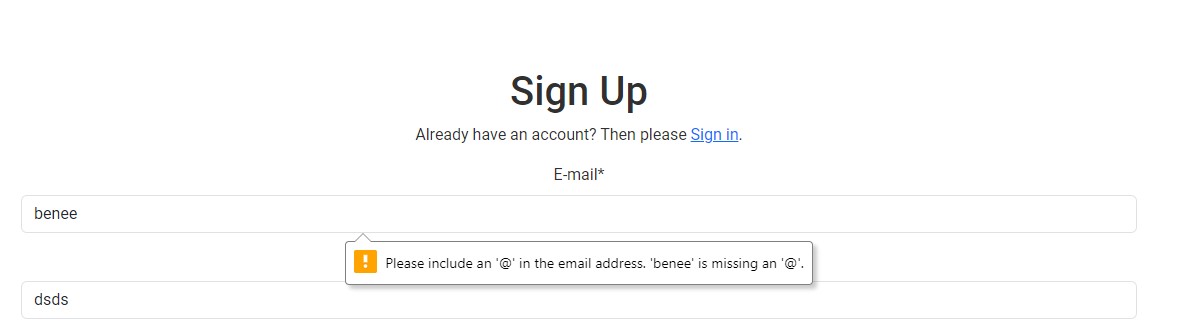 Sign Up
Already have an account? Then please Sign in.
E-mail*
benee
Please include an '@' in the email address. 'benee' is missing an '@'.
dsds